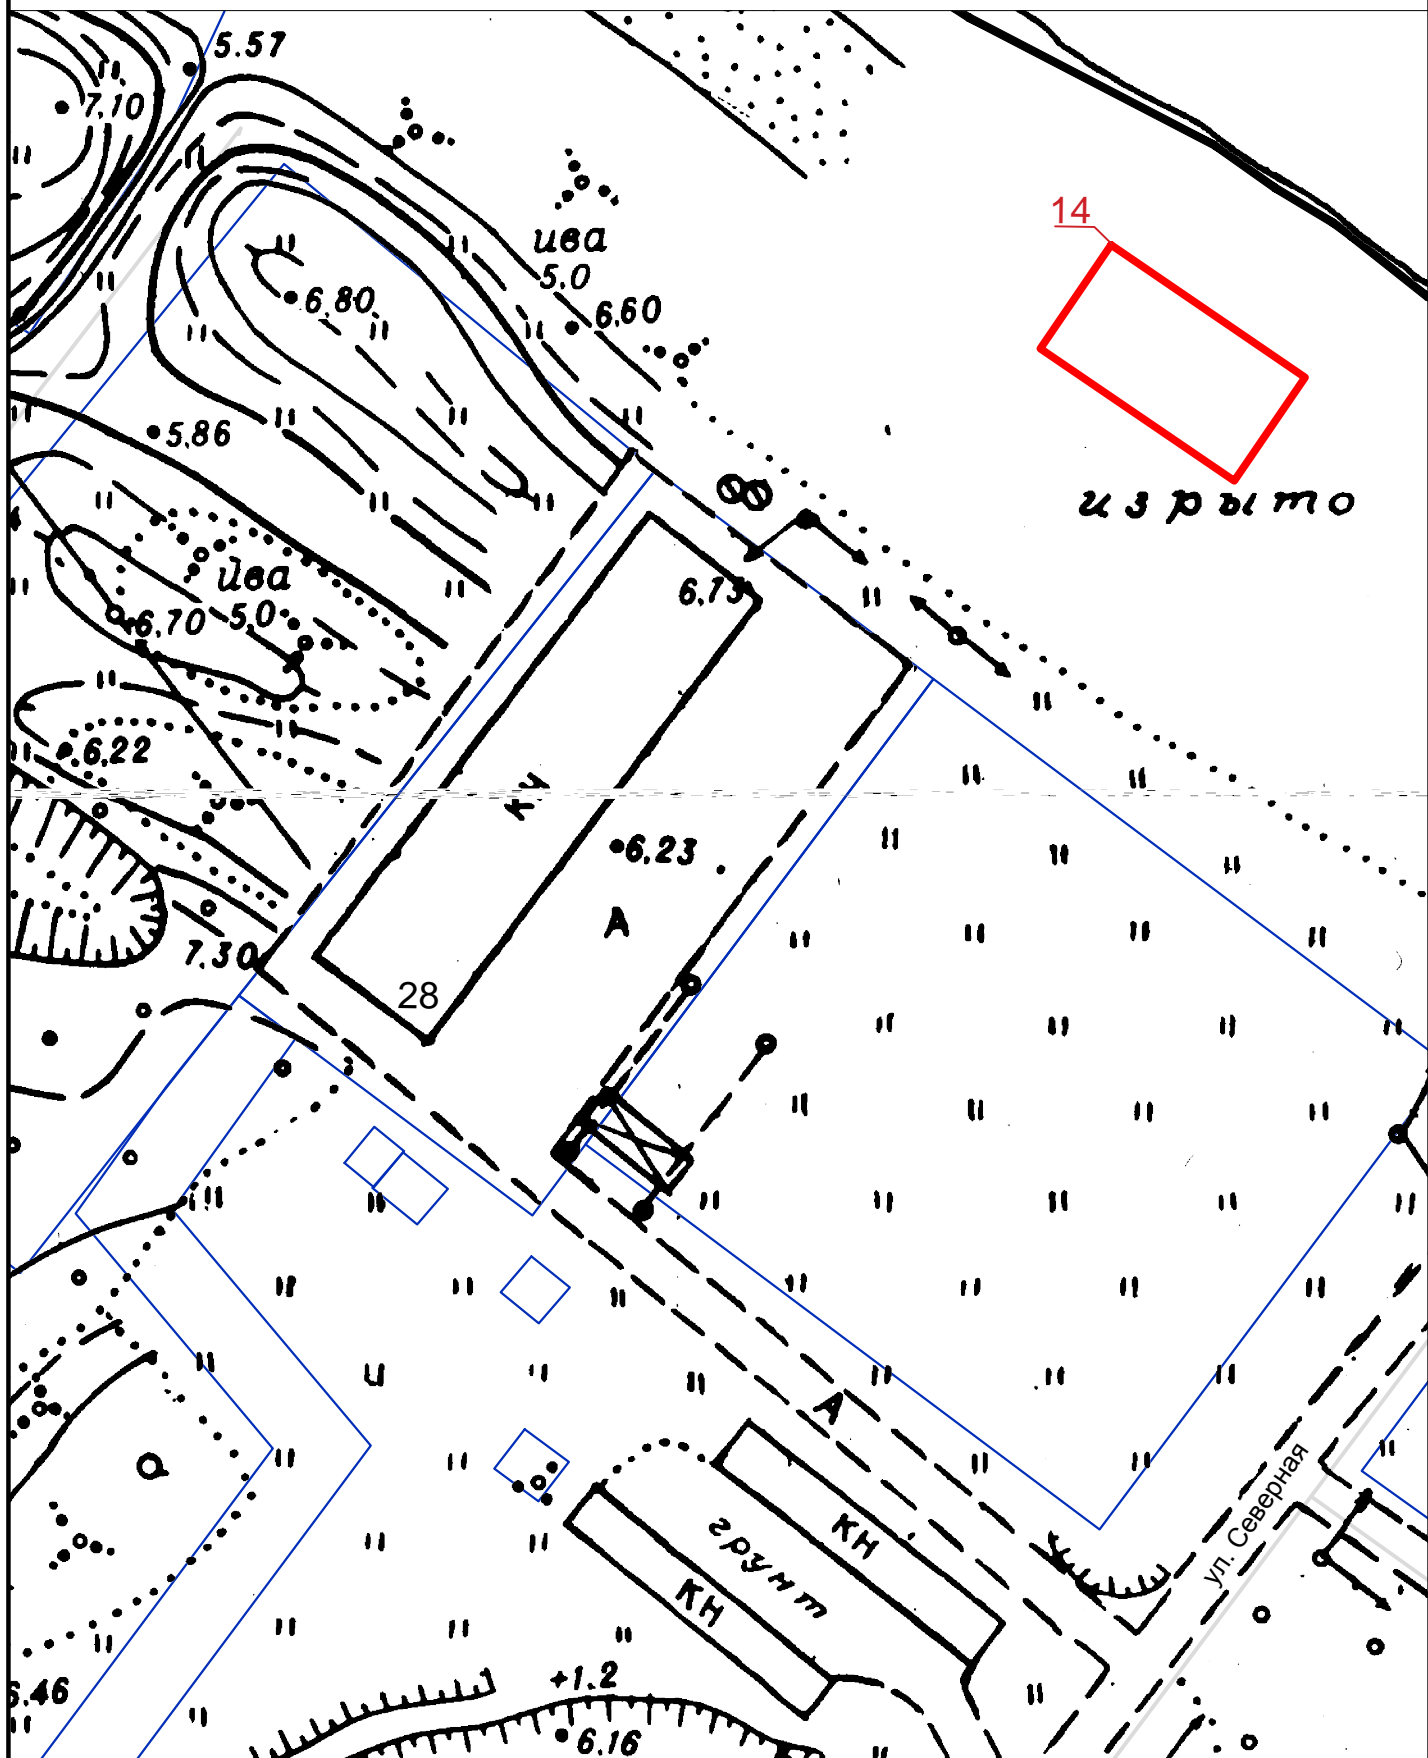 5.57
7,10
14
ива
5,0
6,80
6,60
5,86
изрыто
ива
5,0
6,73
6,70
6,22
КУ
6,23
А
7,30
28
А
КН
грунт
КН
ул. Северная
+1.2
6.46
6.16